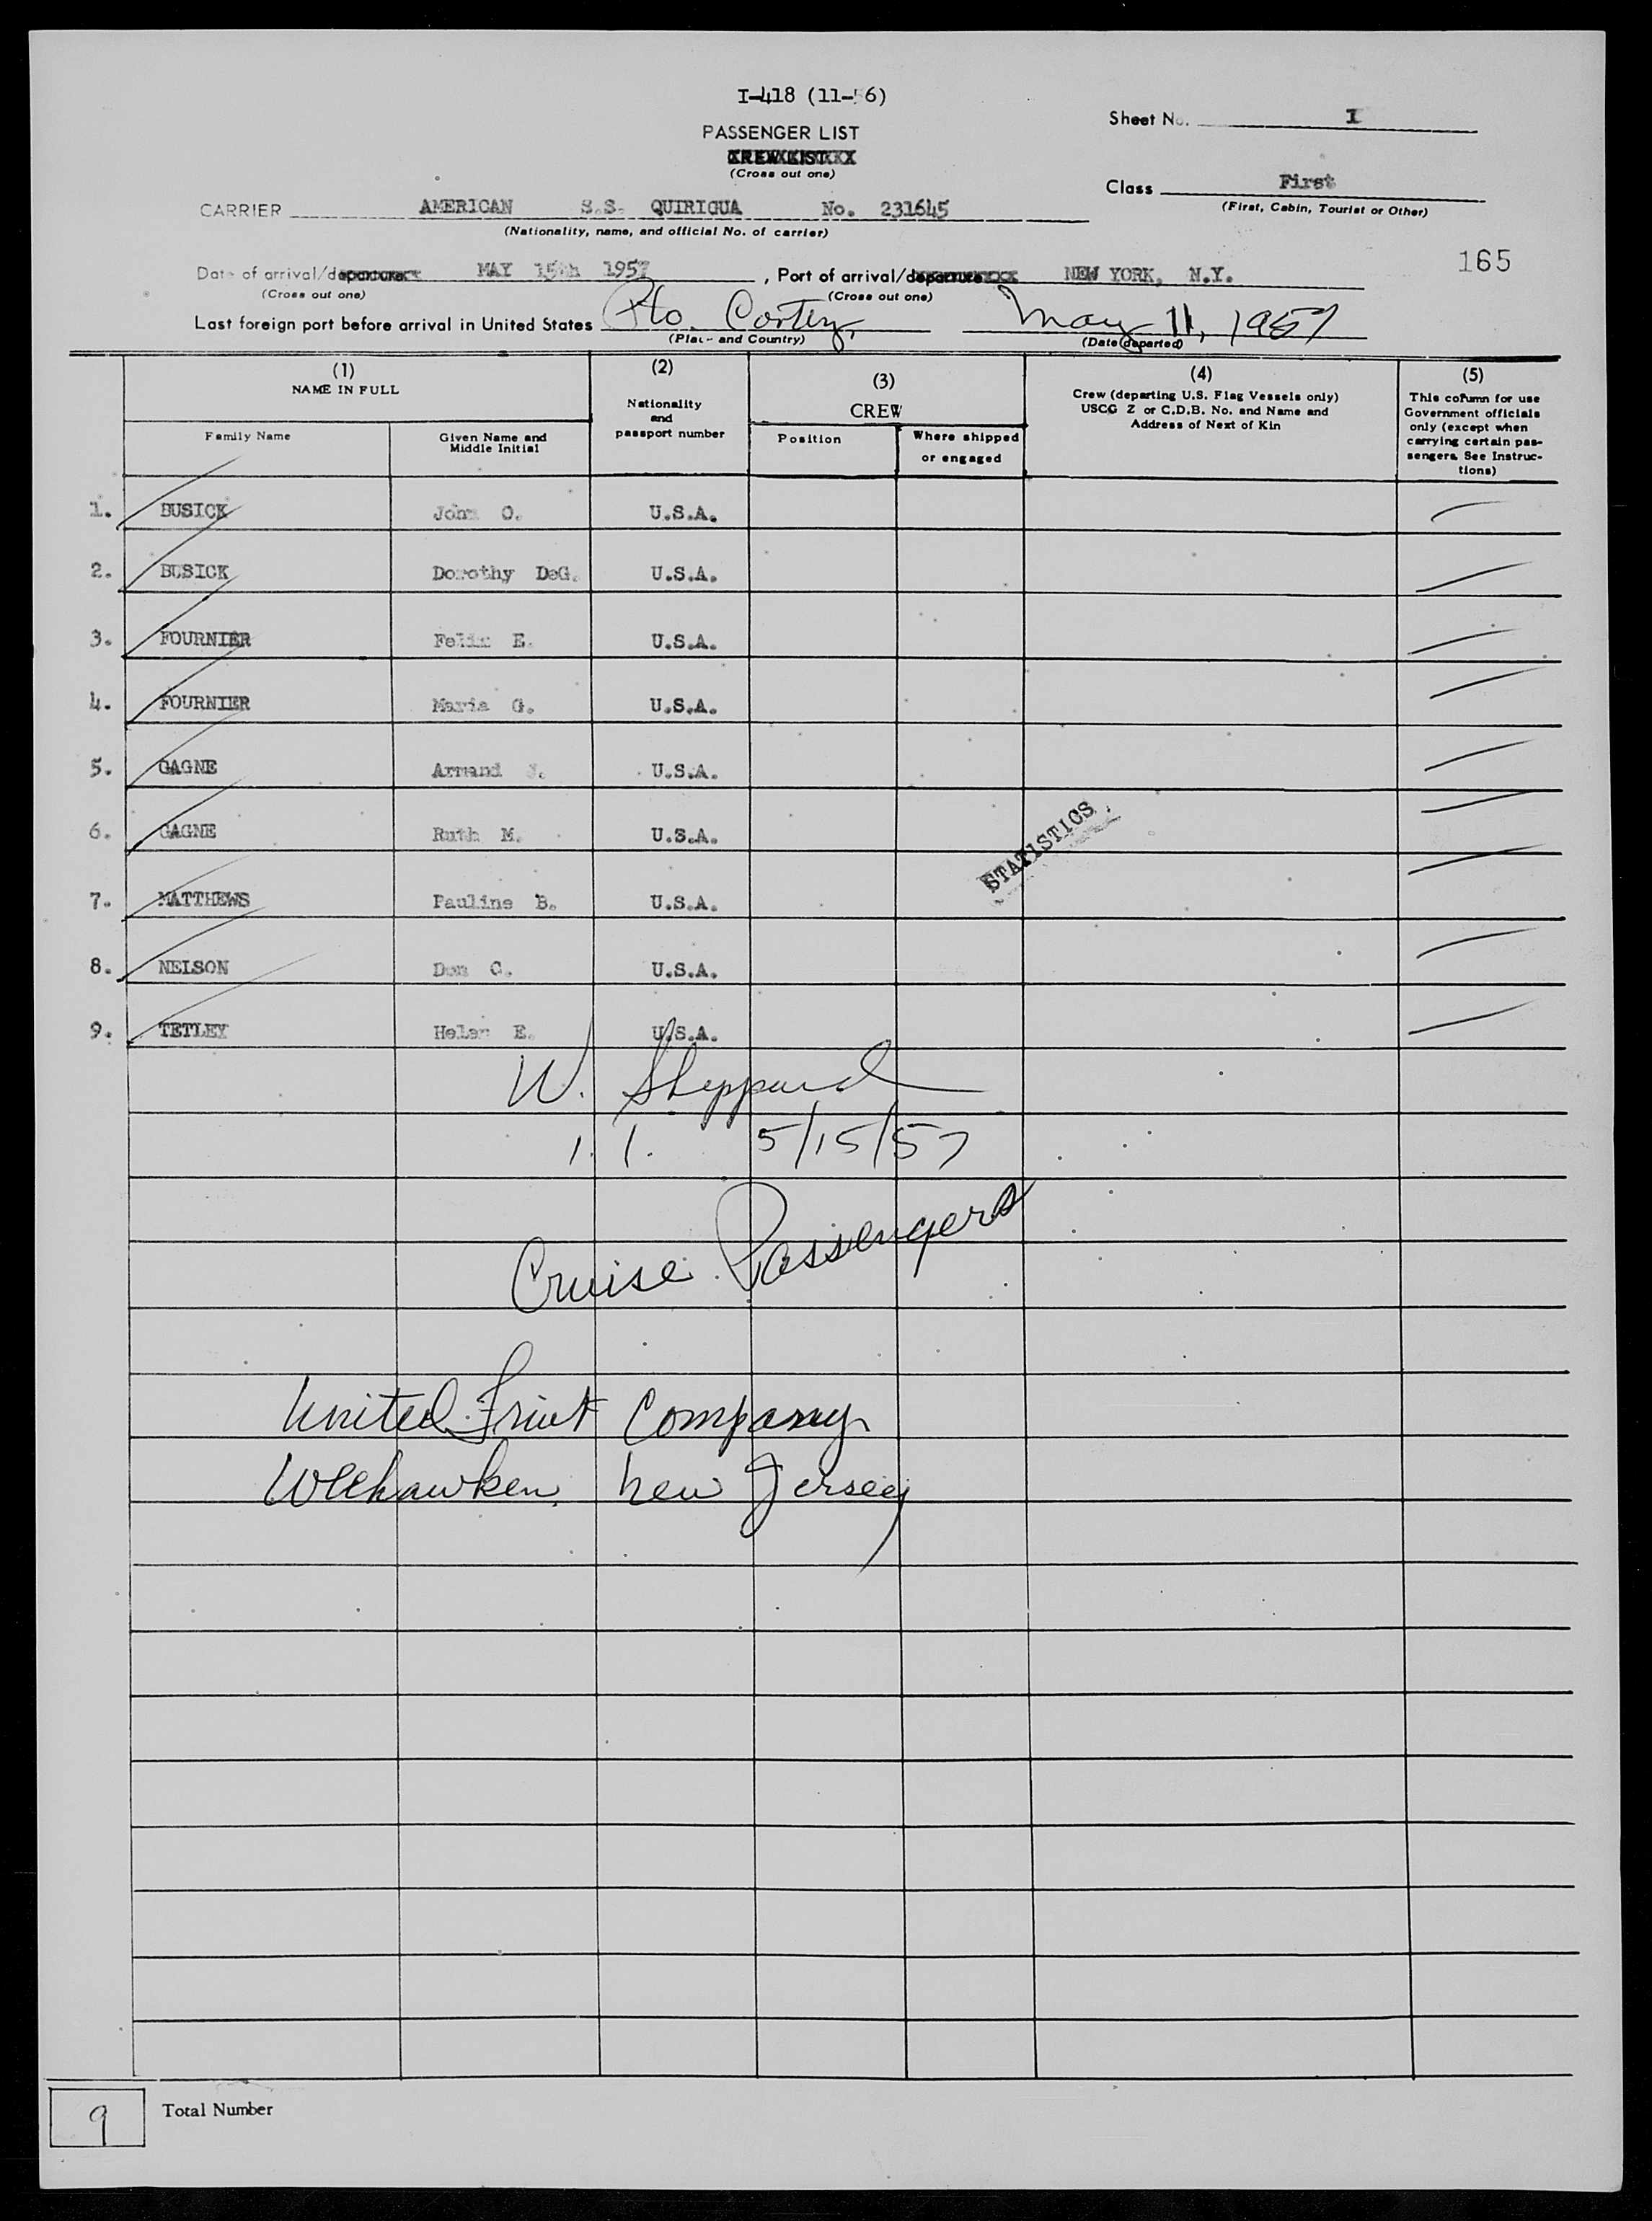 I-418 (11-56)
PASSENGER LIST
CREW LIST
(Cross out one)
Sheet No. I
Class First
(First, Cabin, Tourist or Other)
CARRIER AMERICAN S.S. QUIRIGUA No. 231645
(Nationality, name, and official No. of carrier)
165
Date of arrival/departure MAY 15th 1957, Port of arrival/departure NEW YORK, N.Y.
(Cross out one) (Cross out one)
Last foreign port before arrival in United States Pto. Cortez, May 11, 1957
(Place and Country) (Date departed)
(1) NAME IN FULL
Family Name
Given Name and Middle Initial
(2) Nationality and passport number
(3) CREW
Position
Where shipped or engaged
(4) Crew (departing U.S. Flag Vessels only) USCG Z or C.D.B. No. and Name and Address of Next of Kin
(5) This column for use Government officials only (except when carrying certain passengers. See Instructions)
1. BUSICK John O. U.S.A.
2. BUSICK Dorothy DeG. U.S.A.
3. FOURNIER Felix E. U.S.A.
4. FOURNIER Maria G. U.S.A.
5. GAGNE Armand J. U.S.A.
6. GAGNE Ruth M. U.S.A.
7. MATTHEWS Pauline B. U.S.A.
8. NELSON Don C. U.S.A.
9. TETLEY Helen E. U.S.A.
STATISTICS
W. Sheppard
I. I. 5/15/57
Cruise Passengers
United Fruit Company
Weehawken, New Jersey
9 Total Number